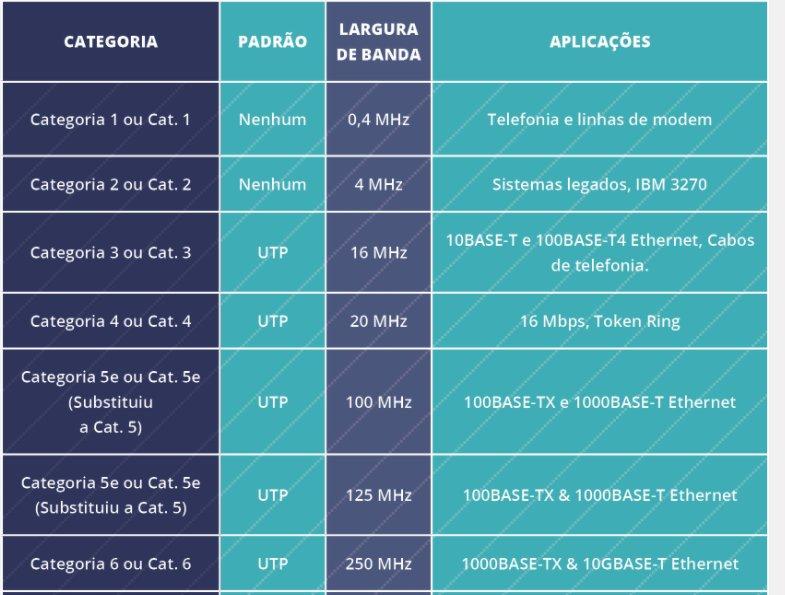 CATEGORIA
PADRÃO
LARGURA
DE BANDA
APLICAÇÕES
Categoria 1 ou Cat. 1
Nenhum
0,4 MHz
Telefonia e linhas de modem
Categoria 2 ou Cat. 2
Nenhum
4 MHz
Sistemas legados, IBM 3270
Categoria 3 ou Cat. 3
UTP
16 MHz
10BASE-T e 100BASE-T4 Ethernet, Cabos
de telefonia.
Categoria 4 ou Cat. 4
UTP
20 MHz
16 Mbps, Token Ring
Categoria 5e ou Cat. 5e
(Substituiu
a Cat. 5)
UTP
100 MHz
100BASE-TX e 1000BASE-T Ethernet
Categoria 5e ou Cat. 5e
(Substituiu a Cat. 5)
UTP
125 MHz
100BASE-TX & 1000BASE-T Ethernet
Categoria 6 ou Cat. 6
UTP
250 MHz
1000BASE-TX & 10GBASE-T Ethernet